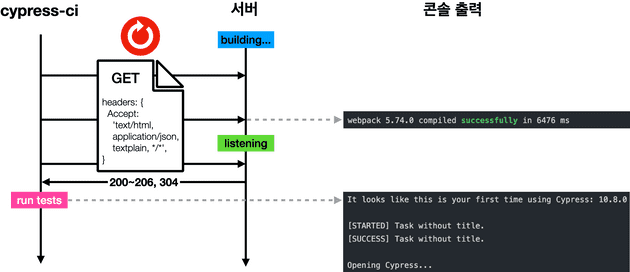 cypress-ci
서버
콘솔 출력
building...
GET
headers: {
Accept:
'text/html,
application/json,
textplain, */*',
}
webpack 5.74.0 compiled successfully in 6476 ms
listening
200~206, 304
run tests
It looks like this is your first time using Cypress: 10.8.0
[STARTED] Task without title.
[SUCCESS] Task without title.
Opening Cypress...